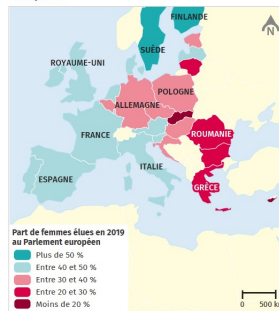 FINLANDE
N
SUÈDE
ROYAUME-UNI
POLOGNE
ALLEMAGNE
FRANCE
ROUMANIE
ITALIE
ESPAGNE
GRÈCE
Part de femmes élues en 2019
au Parlement européen
Plus de 50 %
Entre 40 et 50 %
Entre 30 et 40 %
Entre 20 et 30 %
Moins de 20 %
0 500 km